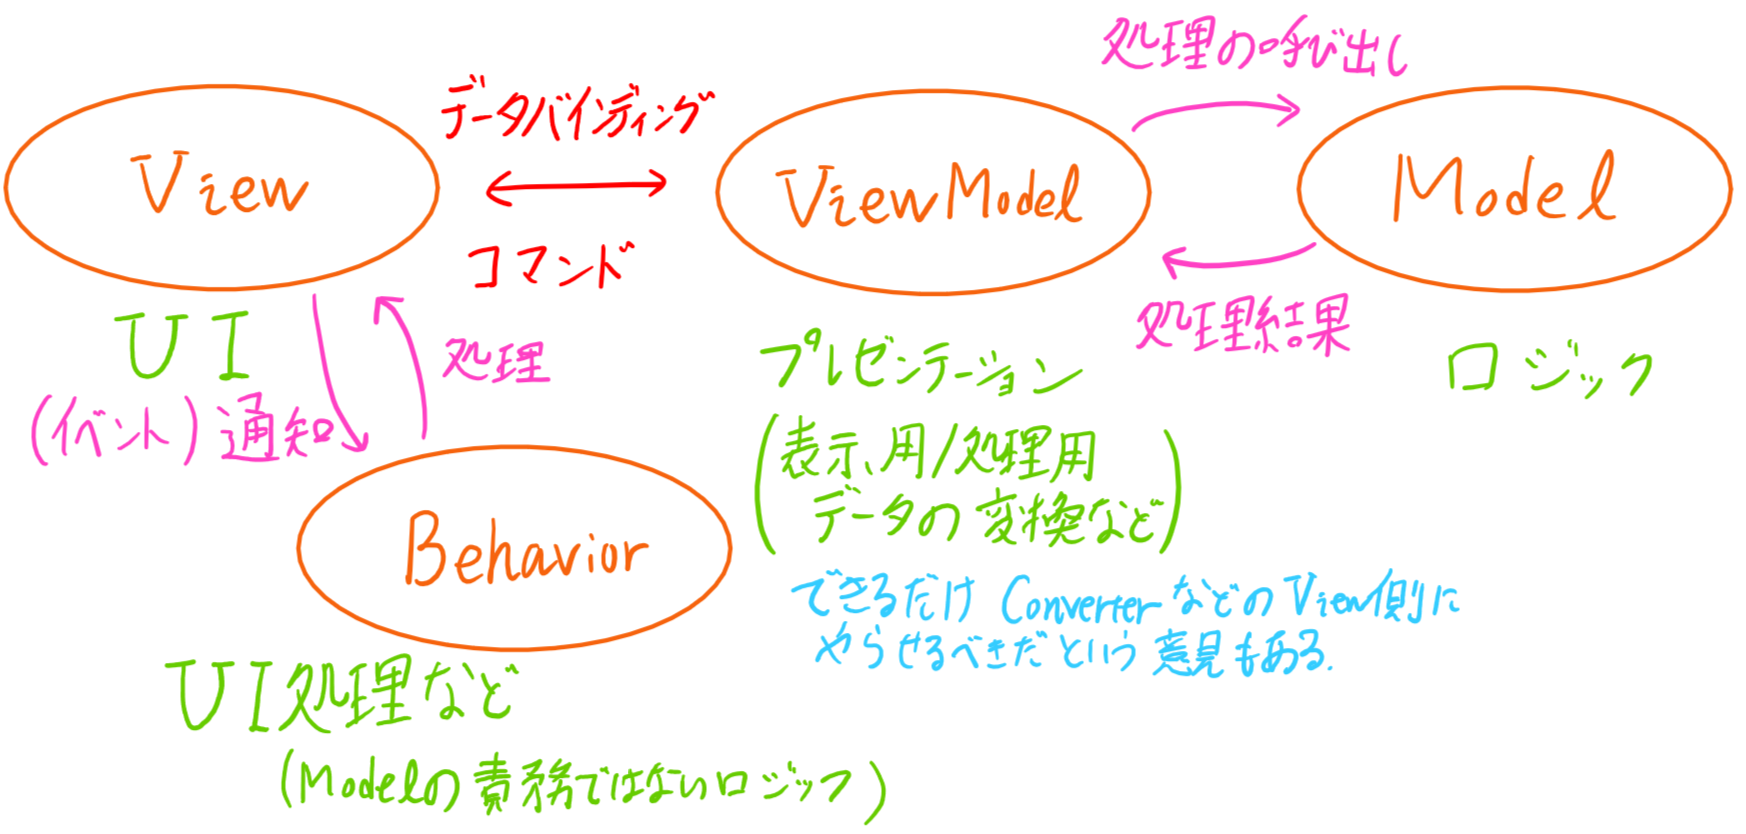 処理の呼び出し
データバインディング
View
ViewModel
Model
コマンド
処理結果
UI
処理
プレゼンテーション
ロジック
(イベント)通知
(表示用/処理用
データの変換など)
Behavior
できるだけ ConverterなどのView側に
やらせるべきだという意見もある.
UI処理など
(Modelの責務ではないロジック)